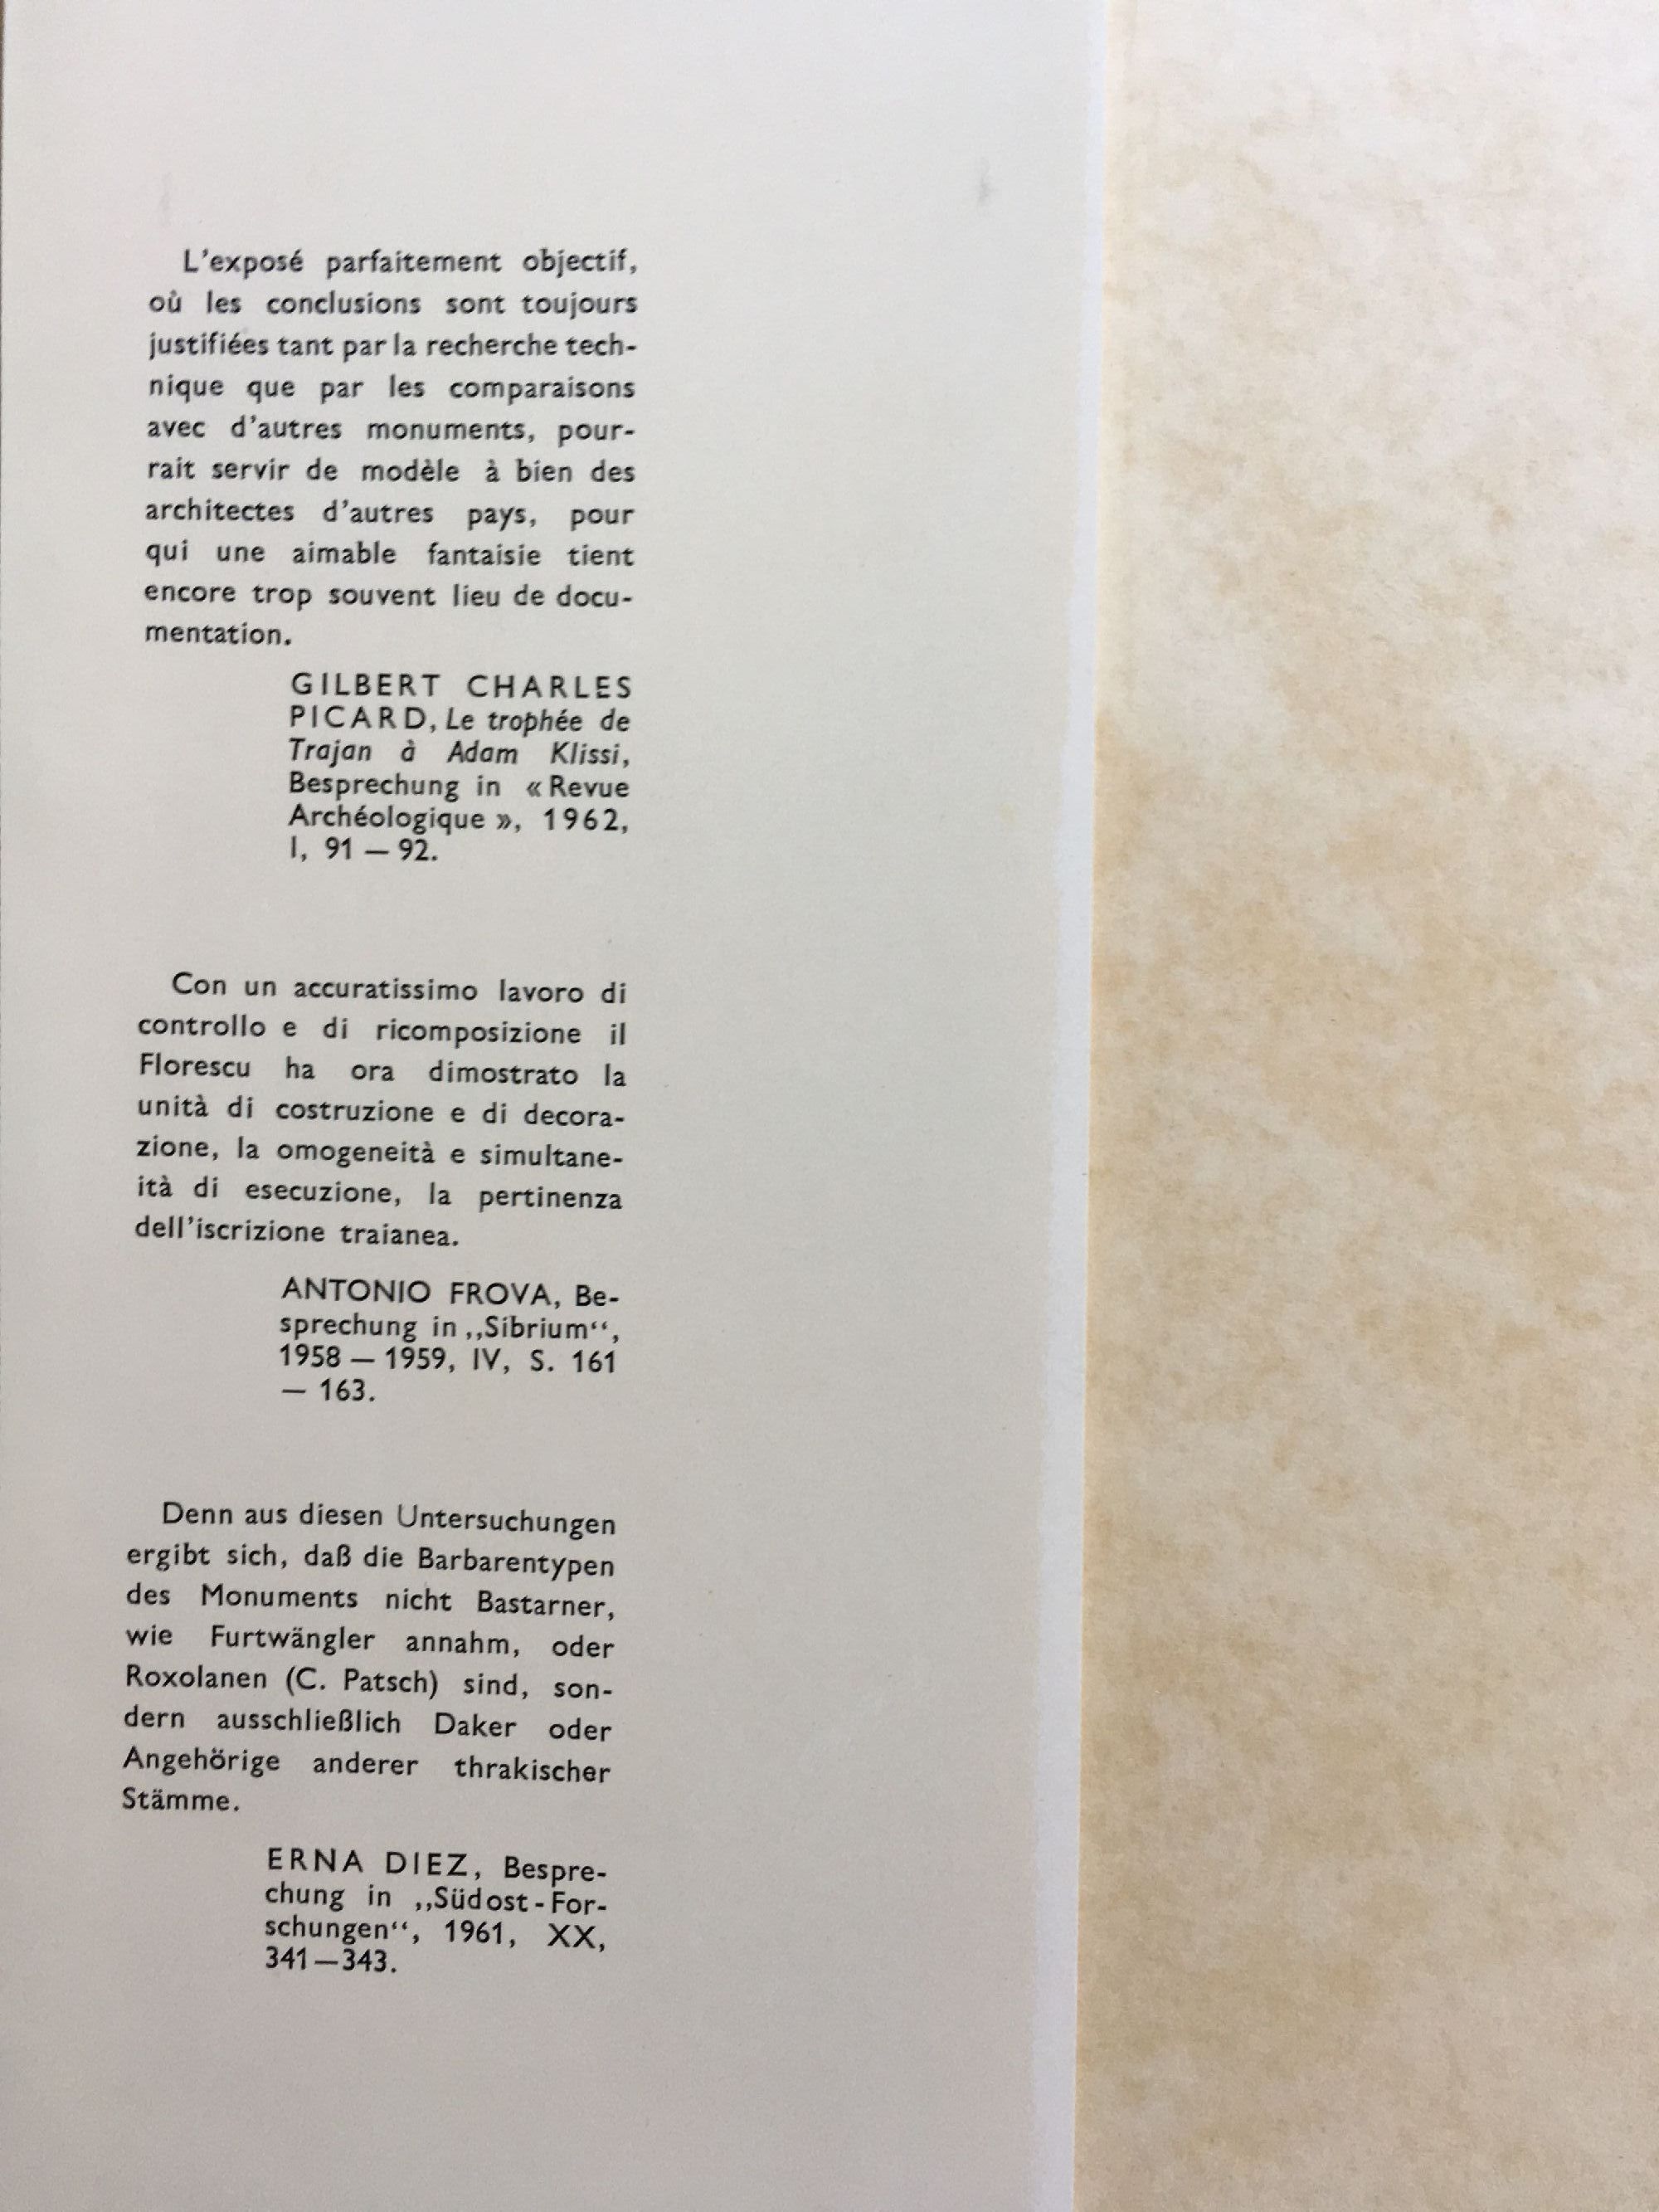 L'exposé parfaitement objectif,
où les conclusions sont toujours
justifiées tant par la recherche tech-
nique que par les comparaisons
avec d'autres monuments, pour-
rait servir de modèle à bien des
architectes d'autres pays, pour
qui une aimable fantaisie tient
encore trop souvent lieu de docu-
mentation.
GILBERT CHARLES
PICARD, Le trophée de
Trajan à Adam Klissi,
Besprechung in « Revue
Archéologique », 1962,
I, 91 — 92.
Con un accuratissimo lavoro di
controllo e di ricomposizione il
Florescu ha ora dimostrato la
unità di costruzione e di decora-
zione, la omogeneità e simultane-
ità di esecuzione, la pertinenza
dell'iscrizione traianea.
ANTONIO FROVA, Be-
sprechung in ,,Sibrium“,
1958 — 1959, IV, S. 161
— 163.
Denn aus diesen Untersuchungen
ergibt sich, daß die Barbarentypen
des Monuments nicht Bastarner,
wie Furtwängler annahm, oder
Roxolanen (C. Patsch) sind, son-
dern ausschließlich Daker oder
Angehörige anderer thrakischer
Stämme.
ERNA DIEZ, Bespre-
chung in ,,Südost-For-
schungen“, 1961, XX,
341—343.